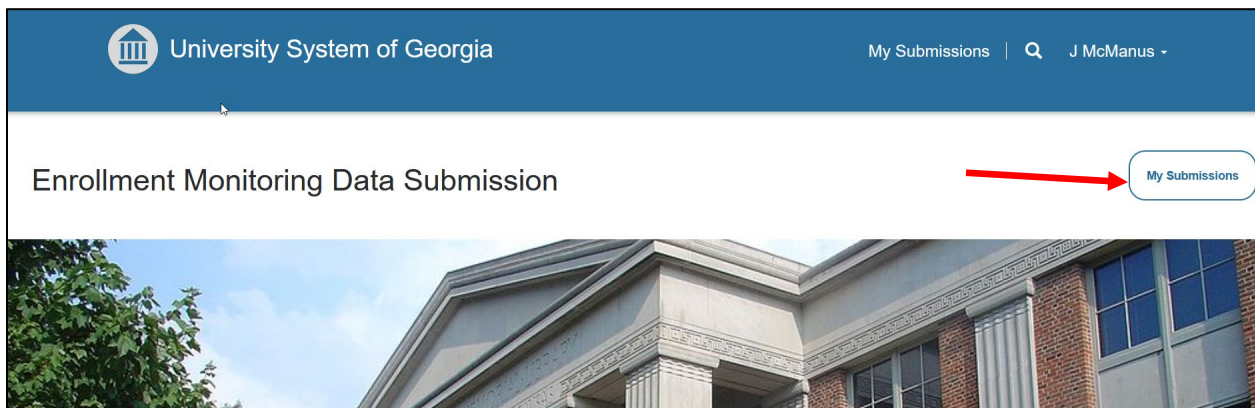 University System of Georgia
My Submissions | J McManus
Enrollment Monitoring Data Submission
My Submissions